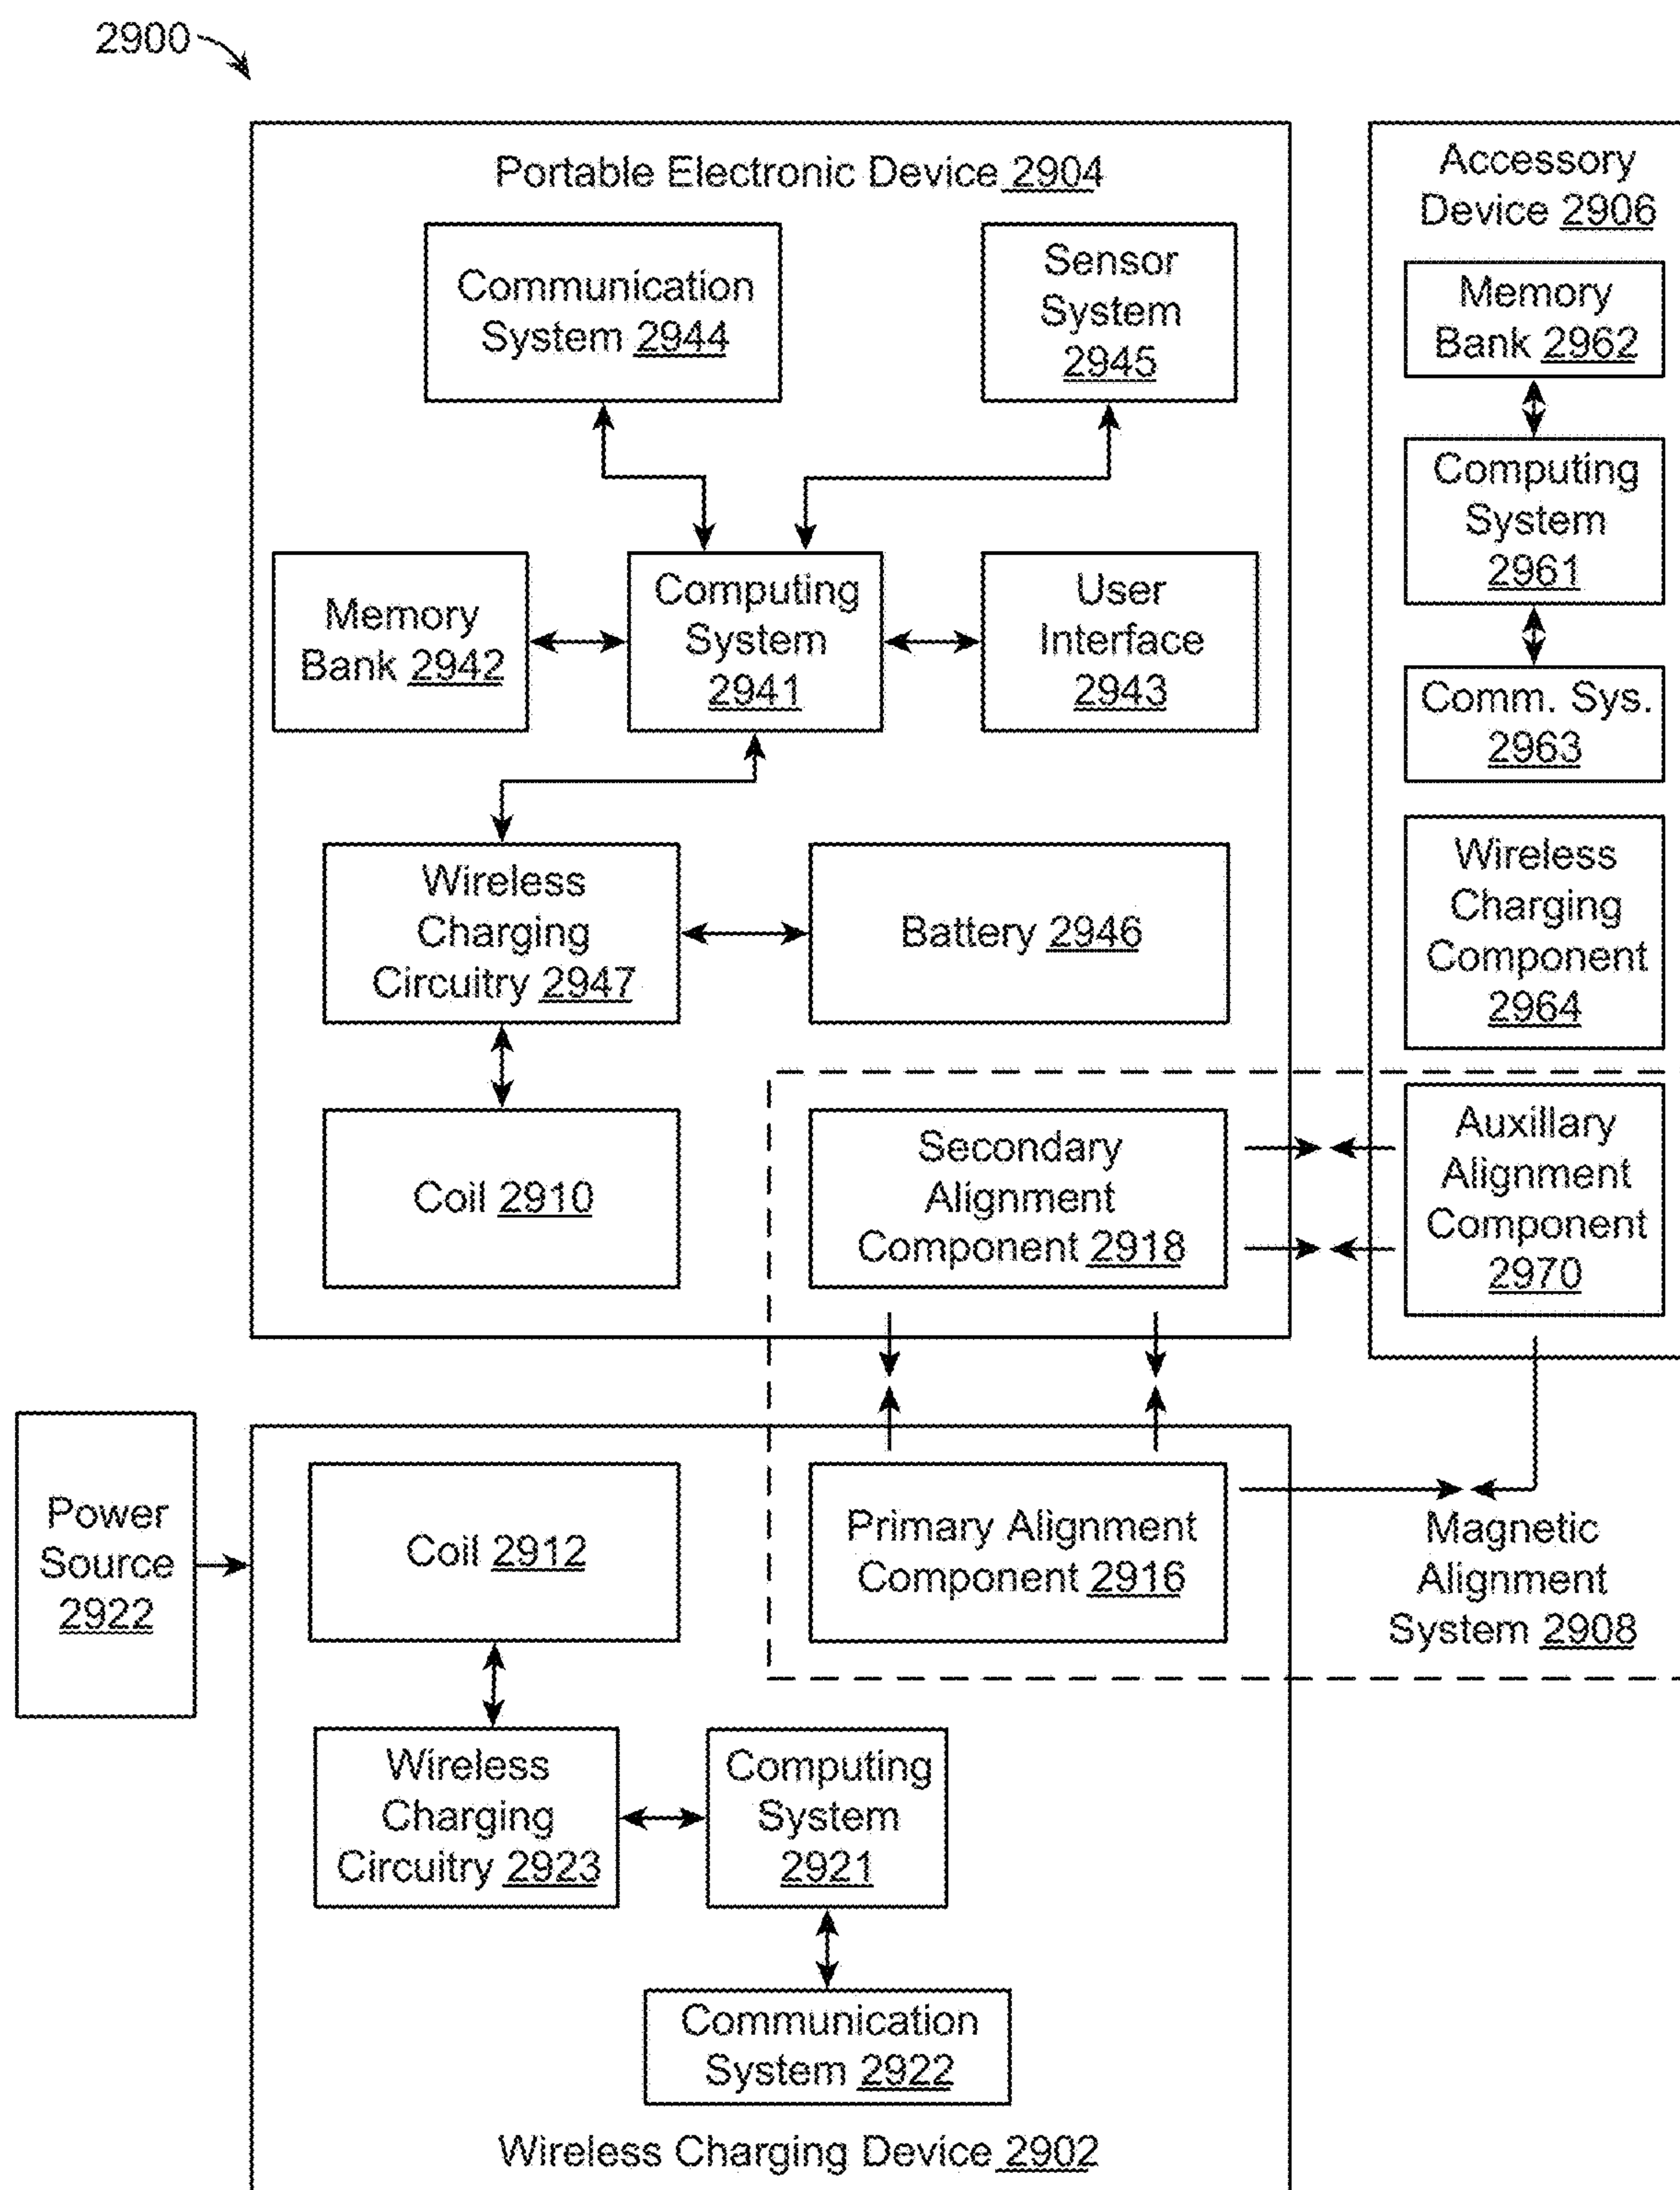 2900
Portable Electronic Device 2904
Communication
System 2944
Sensor
System
2945
Memory
Bank 2942
Computing
System
2941
User
Interface
2943
Wireless
Charging
Circuitry 2947
Battery 2946
Coil 2910
Secondary
Alignment
Component 2918
Accessory
Device 2906
Memory
Bank 2962
Computing
System
2961
Comm. Sys.
2963
Wireless
Charging
Component
2964
Auxillary
Alignment
Component
2970
Power
Source
2922
Coil 2912
Primary Alignment
Component 2916
Magnetic
Alignment
System 2908
Wireless
Charging
Circuitry 2923
Computing
System
2921
Communication
System 2922
Wireless Charging Device 2902